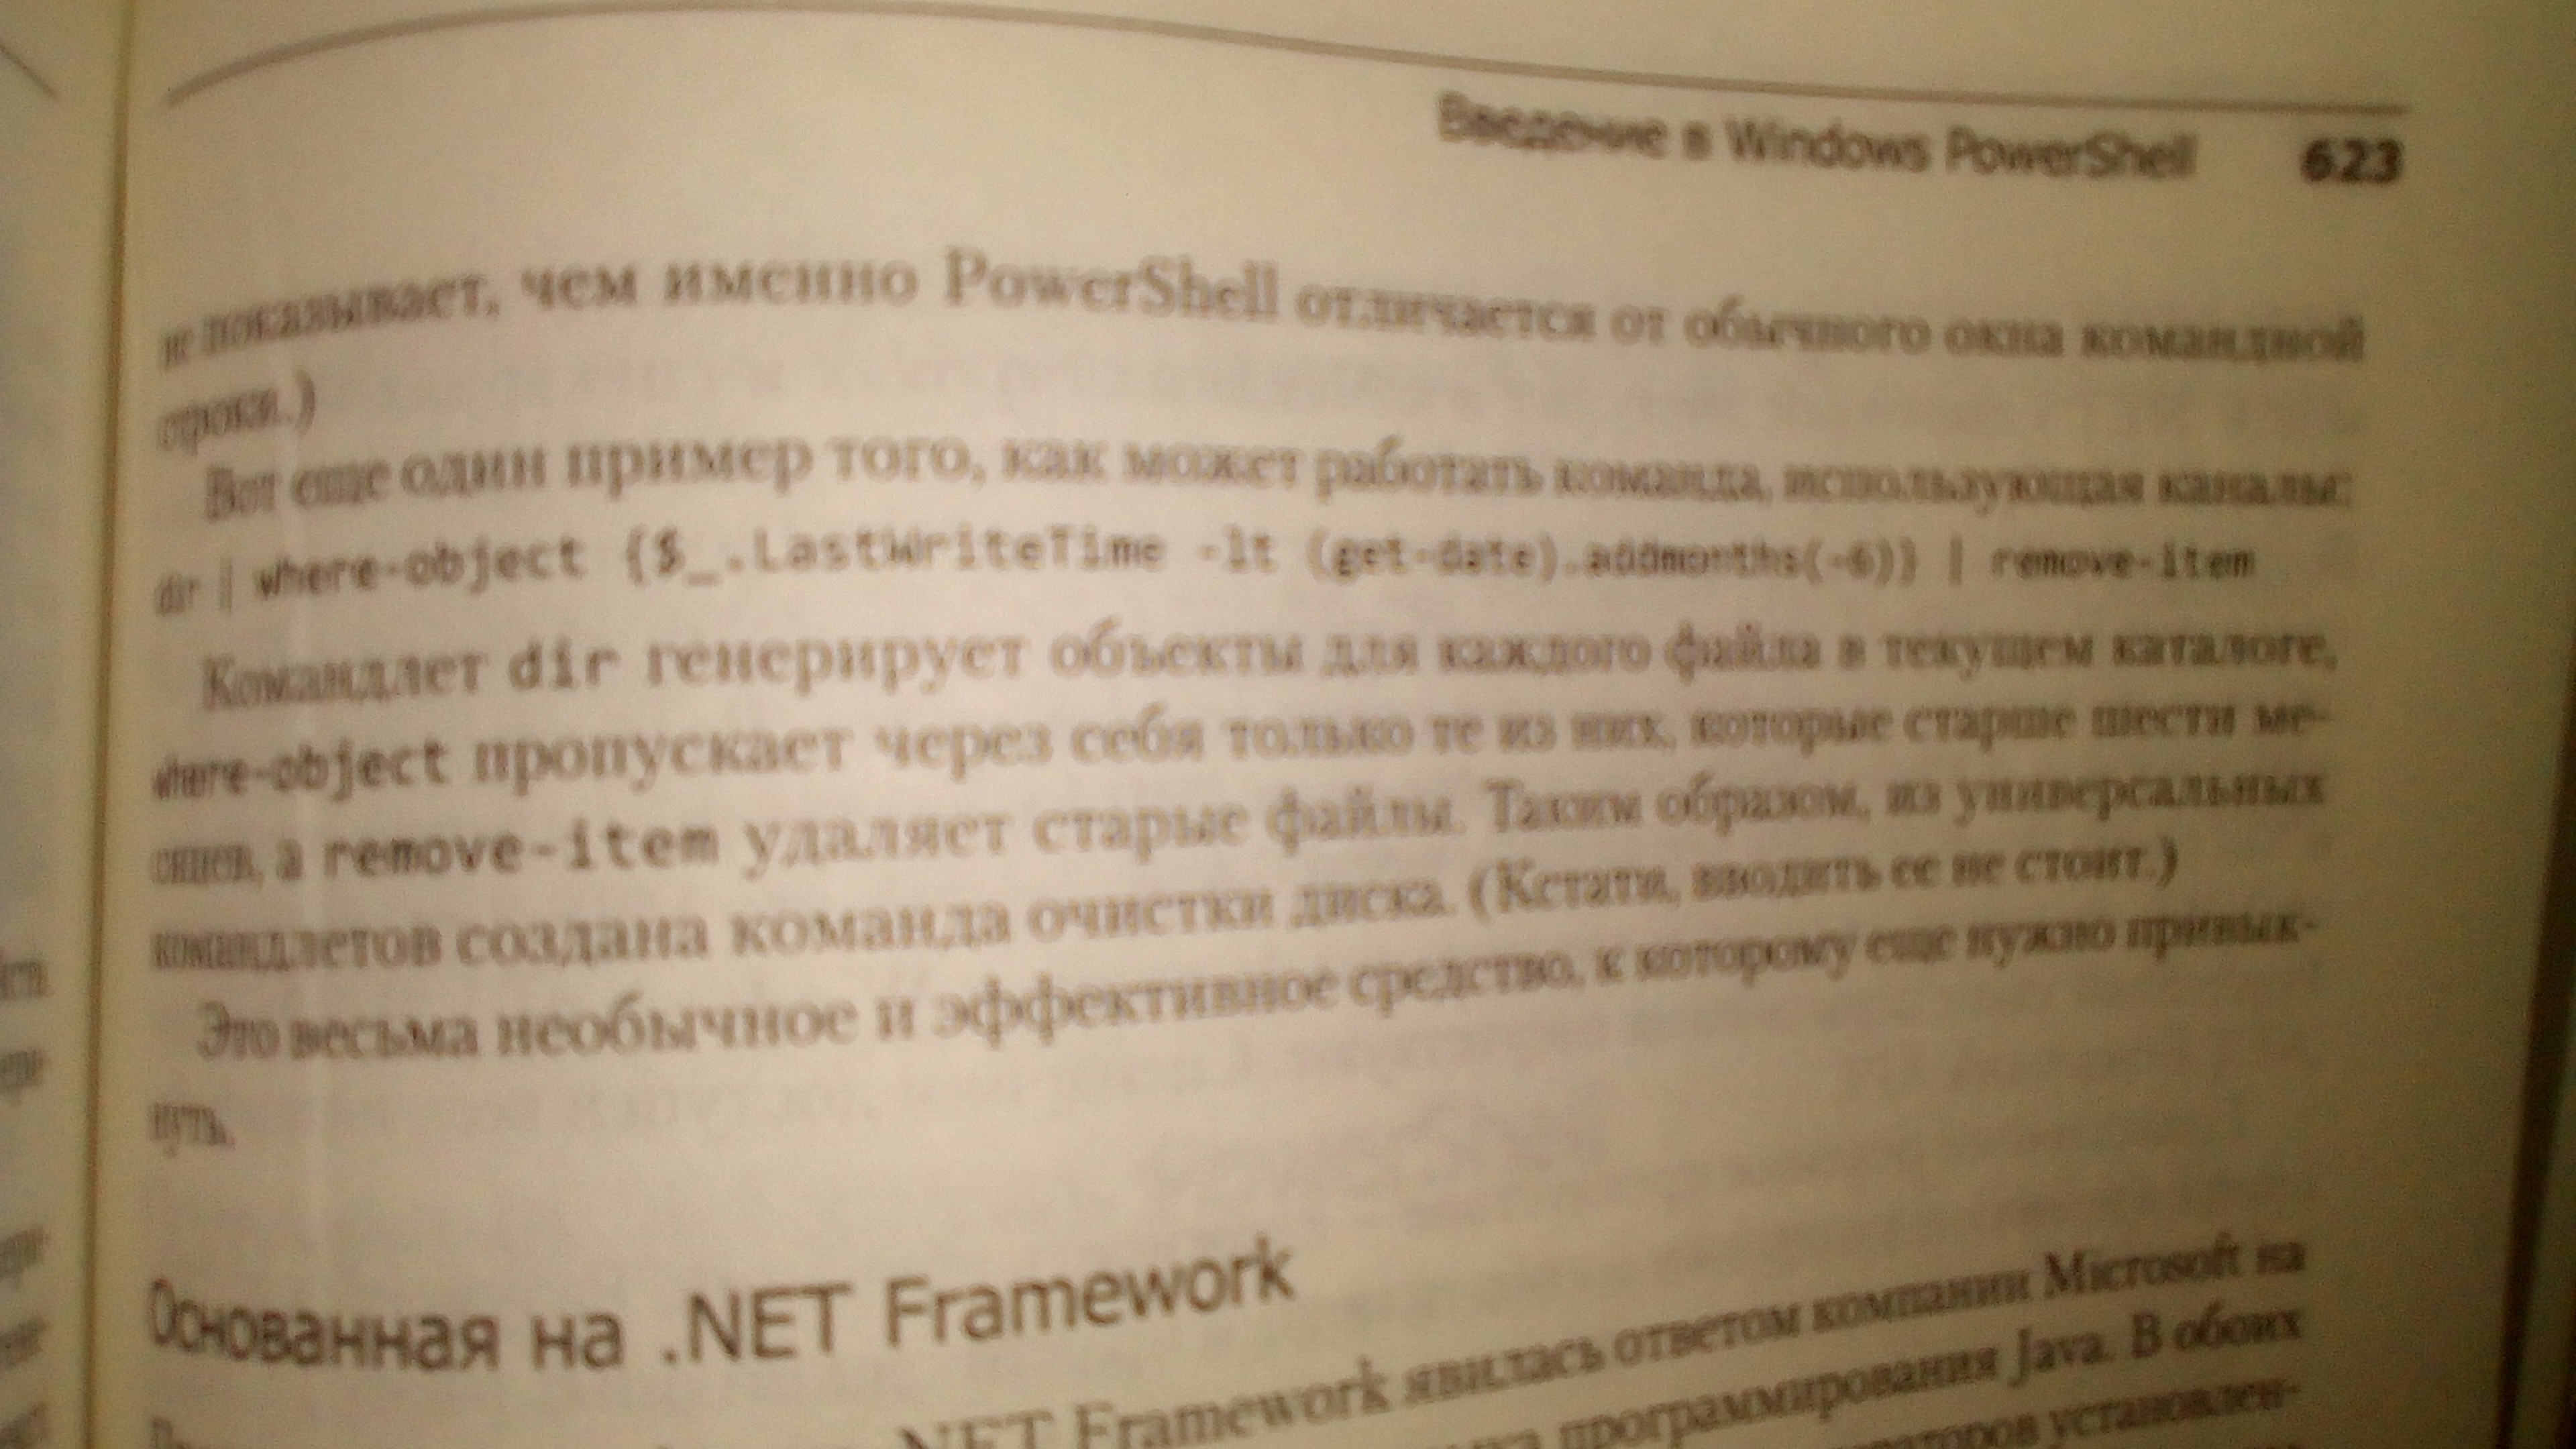 Введение в Windows PowerShell 623
не показывает, чем именно PowerShell отличается от обычного окна командной
строки.)
Вот еще один пример того, как может работать команда, использующая каналы:
dir | where-object {$_.LastWriteTime -lt (get-date).addmonths(-6)} | remove-item
Командлет dir генерирует объекты для каждого файла в текущем каталоге,
where-object пропускает через себя только те из них, которые старше шести ме-
сяцев, а remove-item удаляет старые файлы. Таким образом, из универсальных
командлетов создана команда очистки диска. (Кстати, вводить ее не стоит.)
Это весьма необычное и эффективное средство, к которому еще нужно привык-
нуть.
Основанная на .NET Framework
.NET Framework явилась ответом компании Microsoft на
программирования Java. В обоих
установлен-